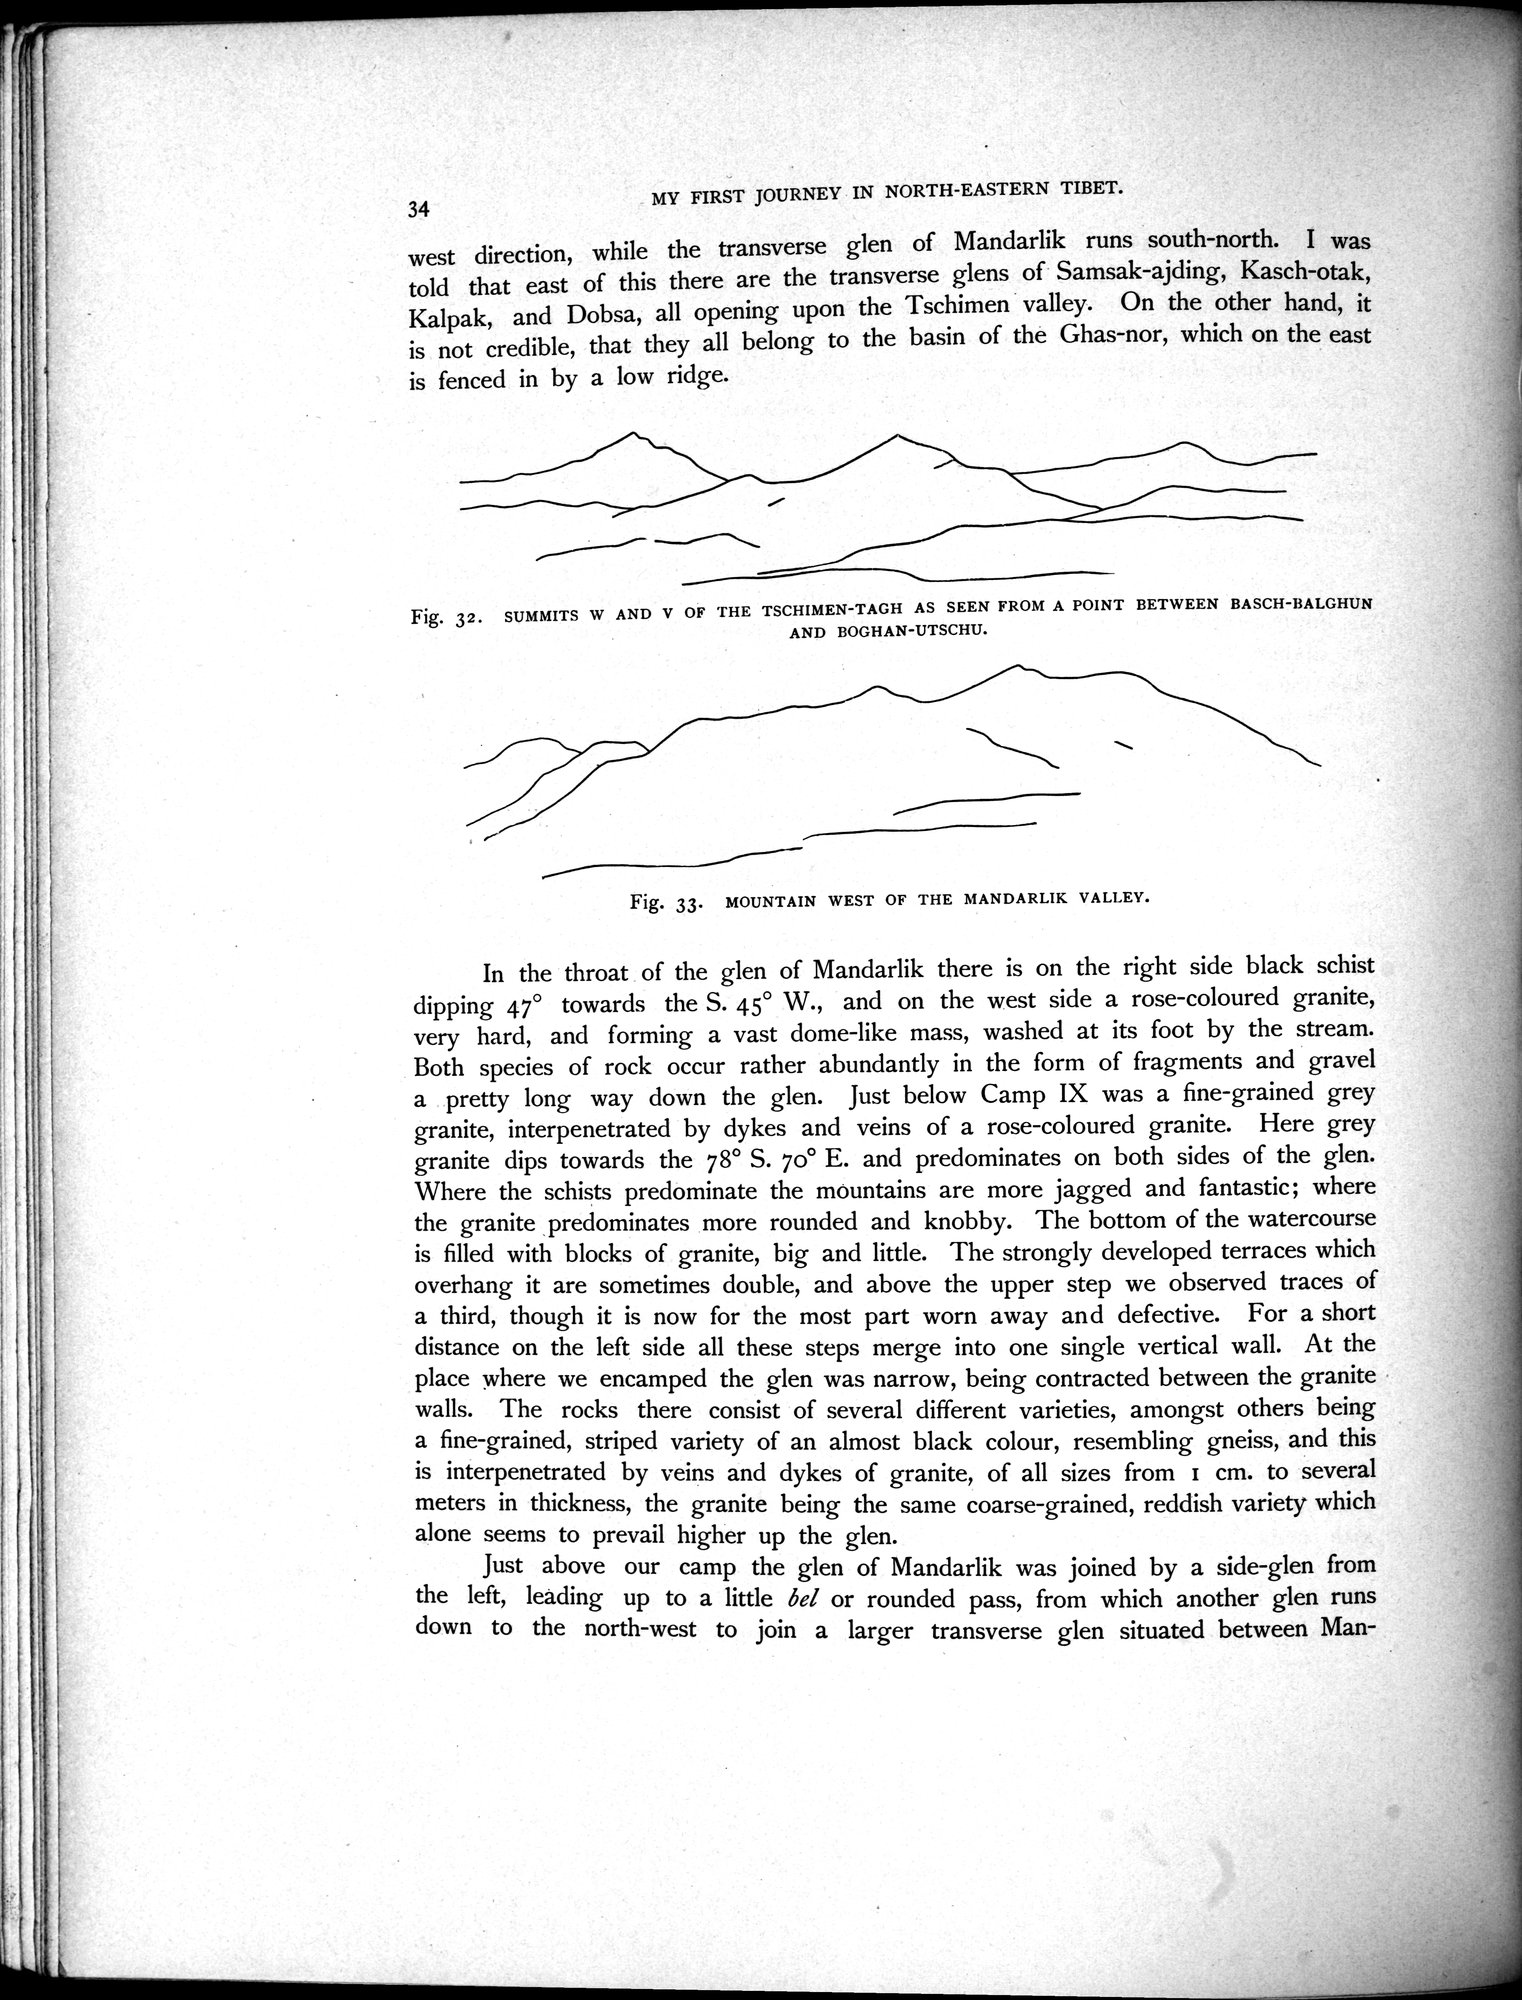 34
MY FIRST JOURNEY IN NORTH-EASTERN TIBET.
west direction, while the transverse glen of Mandarlik runs south-north. I was
told that east of this there are the transverse glens of Samsak-ajding, Kasch-otak,
Kalpak, and Dobsa, all opening upon the Tschimen valley. On the other hand, it
is not credible, that they all belong to the basin of the Ghas-nor, which on the east
is fenced in by a low ridge.
Fig. 32. SUMMITS W AND V OF THE TSCHIMEN-TAGH AS SEEN FROM A POINT BETWEEN BASCH-BALGHUN
AND BOGHAN-UTSCHU.
Fig. 33. MOUNTAIN WEST OF THE MANDARLIK VALLEY.
In the throat of the glen of Mandarlik there is on the right side black schist
dipping 47° towards the S. 45° W., and on the west side a rose-coloured granite,
very hard, and forming a vast dome-like mass, washed at its foot by the stream.
Both species of rock occur rather abundantly in the form of fragments and gravel
a pretty long way down the glen. Just below Camp IX was a fine-grained grey
granite, interpenetrated by dykes and veins of a rose-coloured granite. Here grey
granite dips towards the 78° S. 70° E. and predominates on both sides of the glen.
Where the schists predominate the mountains are more jagged and fantastic; where
the granite predominates more rounded and knobby. The bottom of the watercourse
is filled with blocks of granite, big and little. The strongly developed terraces which
overhang it are sometimes double, and above the upper step we observed traces of
a third, though it is now for the most part worn away and defective. For a short
distance on the left side all these steps merge into one single vertical wall. At the
place where we encamped the glen was narrow, being contracted between the granite
walls. The rocks there consist of several different varieties, amongst others being
a fine-grained, striped variety of an almost black colour, resembling gneiss, and this
is interpenetrated by veins and dykes of granite, of all sizes from 1 cm. to several
meters in thickness, the granite being the same coarse-grained, reddish variety which
alone seems to prevail higher up the glen.
Just above our camp the glen of Mandarlik was joined by a side-glen from
the left, leading up to a little bel or rounded pass, from which another glen runs
down to the north-west to join a larger transverse glen situated between Man-